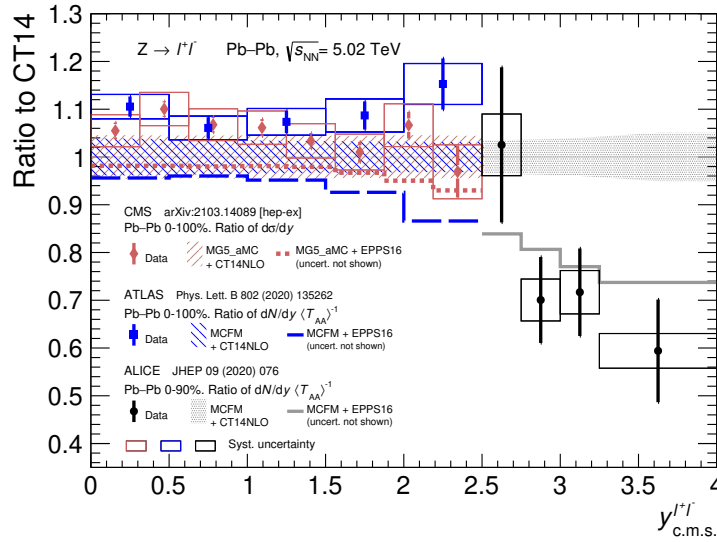 Ratio to CT14
1.3
1.2
1.1
1
0.9
0.8
0.7
0.6
0.5
0.4
Z → l⁺l⁻ Pb–Pb, √sNN = 5.02 TeV
CMS arXiv:2103.14089 [hep-ex]
Pb–Pb 0-100%. Ratio of dσ/dy
Data MG5_aMC + CT14NLO MG5_aMC + EPPS16 (uncert. not shown)
ATLAS Phys. Lett. B 802 (2020) 135262
Pb–Pb 0-100%. Ratio of dN/dy ⟨TAA⟩⁻¹
Data MCFM + CT14NLO MCFM + EPPS16 (uncert. not shown)
ALICE JHEP 09 (2020) 076
Pb–Pb 0-90%. Ratio of dN/dy ⟨TAA⟩⁻¹
Data MCFM + CT14NLO MCFM + EPPS16 (uncert. not shown)
Syst. uncertainty
0 0.5 1 1.5 2 2.5 3 3.5 4
y l⁺l⁻ c.m.s.